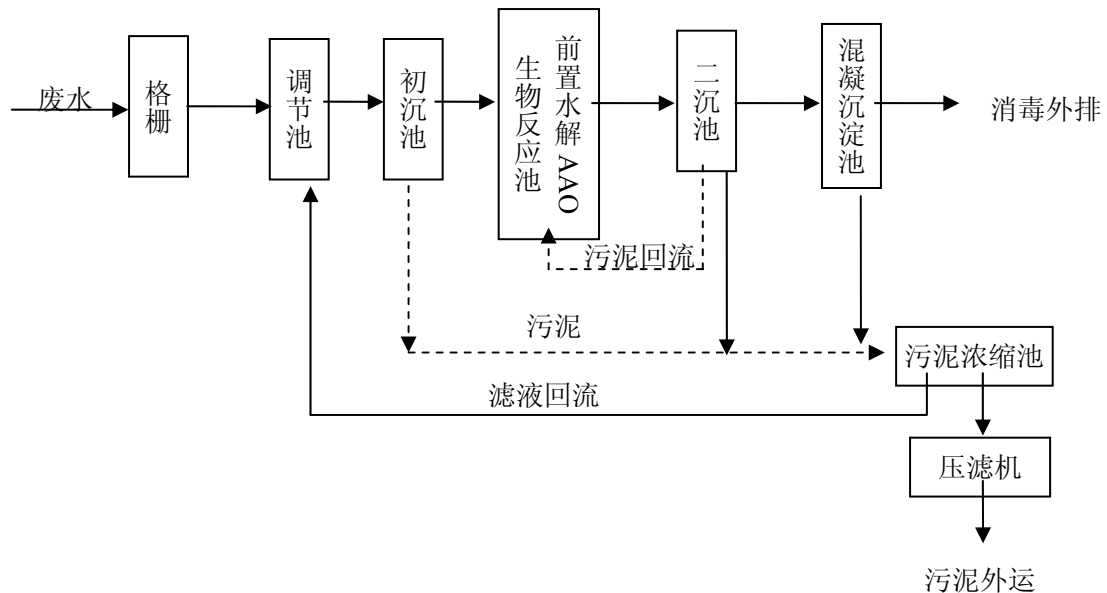 废水
格栅
调节池
初沉池
前置水解 AAO
生物反应池
二沉池
混凝沉淀池
消毒外排
污泥回流
污泥
污泥浓缩池
滤液回流
压滤机
污泥外运